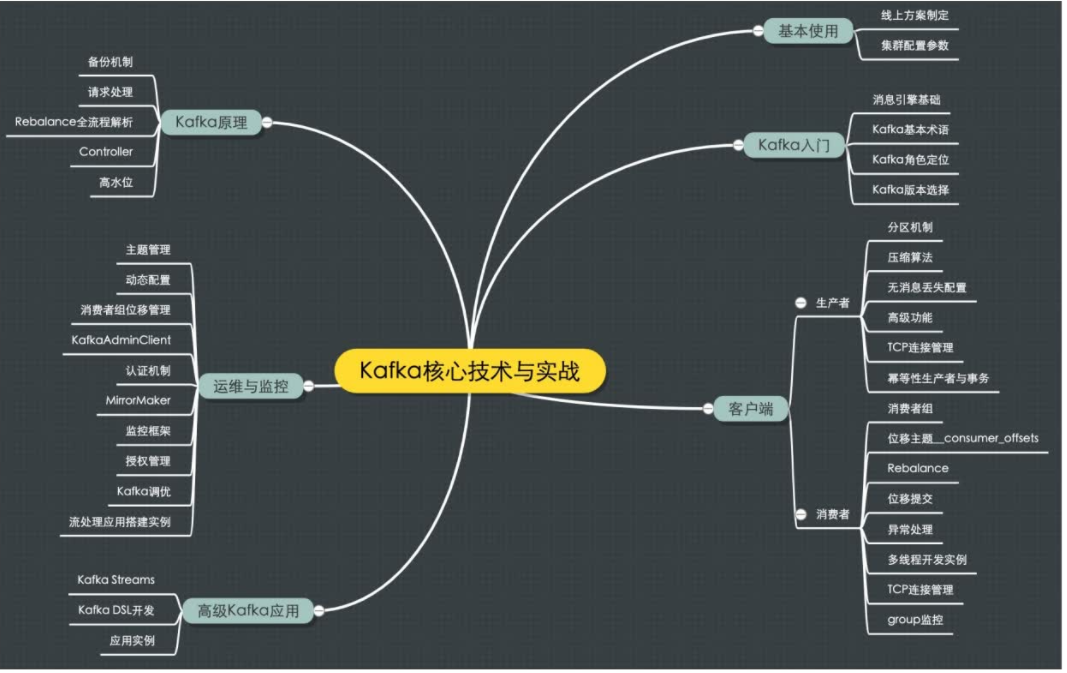 Kafka核心技术与实战
基本使用
线上方案制定
集群配置参数
Kafka入门
消息引擎基础
Kafka基本术语
Kafka角色定位
Kafka版本选择
客户端
生产者
分区机制
压缩算法
无消息丢失配置
高级功能
TCP连接管理
幂等性生产者与事务
消费者
消费者组
位移主题__consumer_offsets
Rebalance
位移提交
异常处理
多线程开发实例
TCP连接管理
group监控
Kafka原理
备份机制
请求处理
Rebalance全流程解析
Controller
高水位
运维与监控
主题管理
动态配置
消费者组位移管理
KafkaAdminClient
认证机制
MirrorMaker
监控框架
授权管理
Kafka调优
流处理应用搭建实例
高级Kafka应用
Kafka Streams
Kafka DSL开发
应用实例